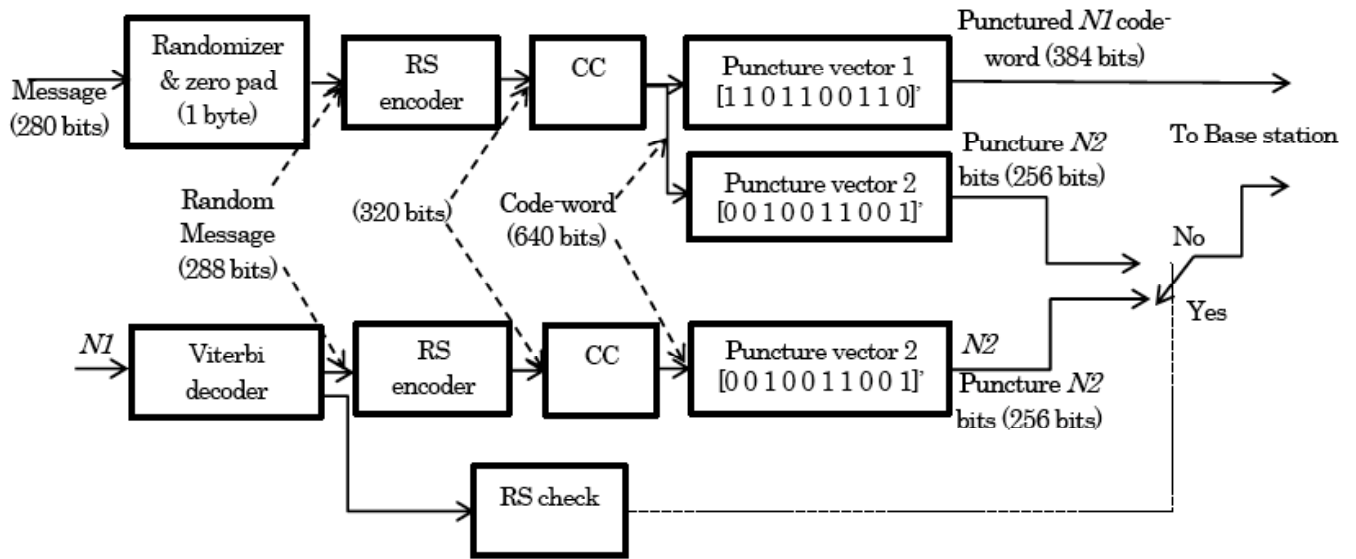 Message
(280 bits)
Randomizer
& zero pad
(1 byte)
RS
encoder
CC
Puncture vector 1
[1 1 0 1 1 0 0 1 1 0]'
Punctured N1 code-
word (384 bits)
To Base station
Puncture vector 2
[0 0 1 0 0 1 1 0 0 1]'
Puncture N2
bits (256 bits)
Random
Message
(288 bits)
(320 bits)
Code-word
(640 bits)
No
Yes
N1
Viterbi
decoder
RS
encoder
CC
Puncture vector 2
[0 0 1 0 0 1 1 0 0 1]'
N2
Puncture N2
bits (256 bits)
RS check